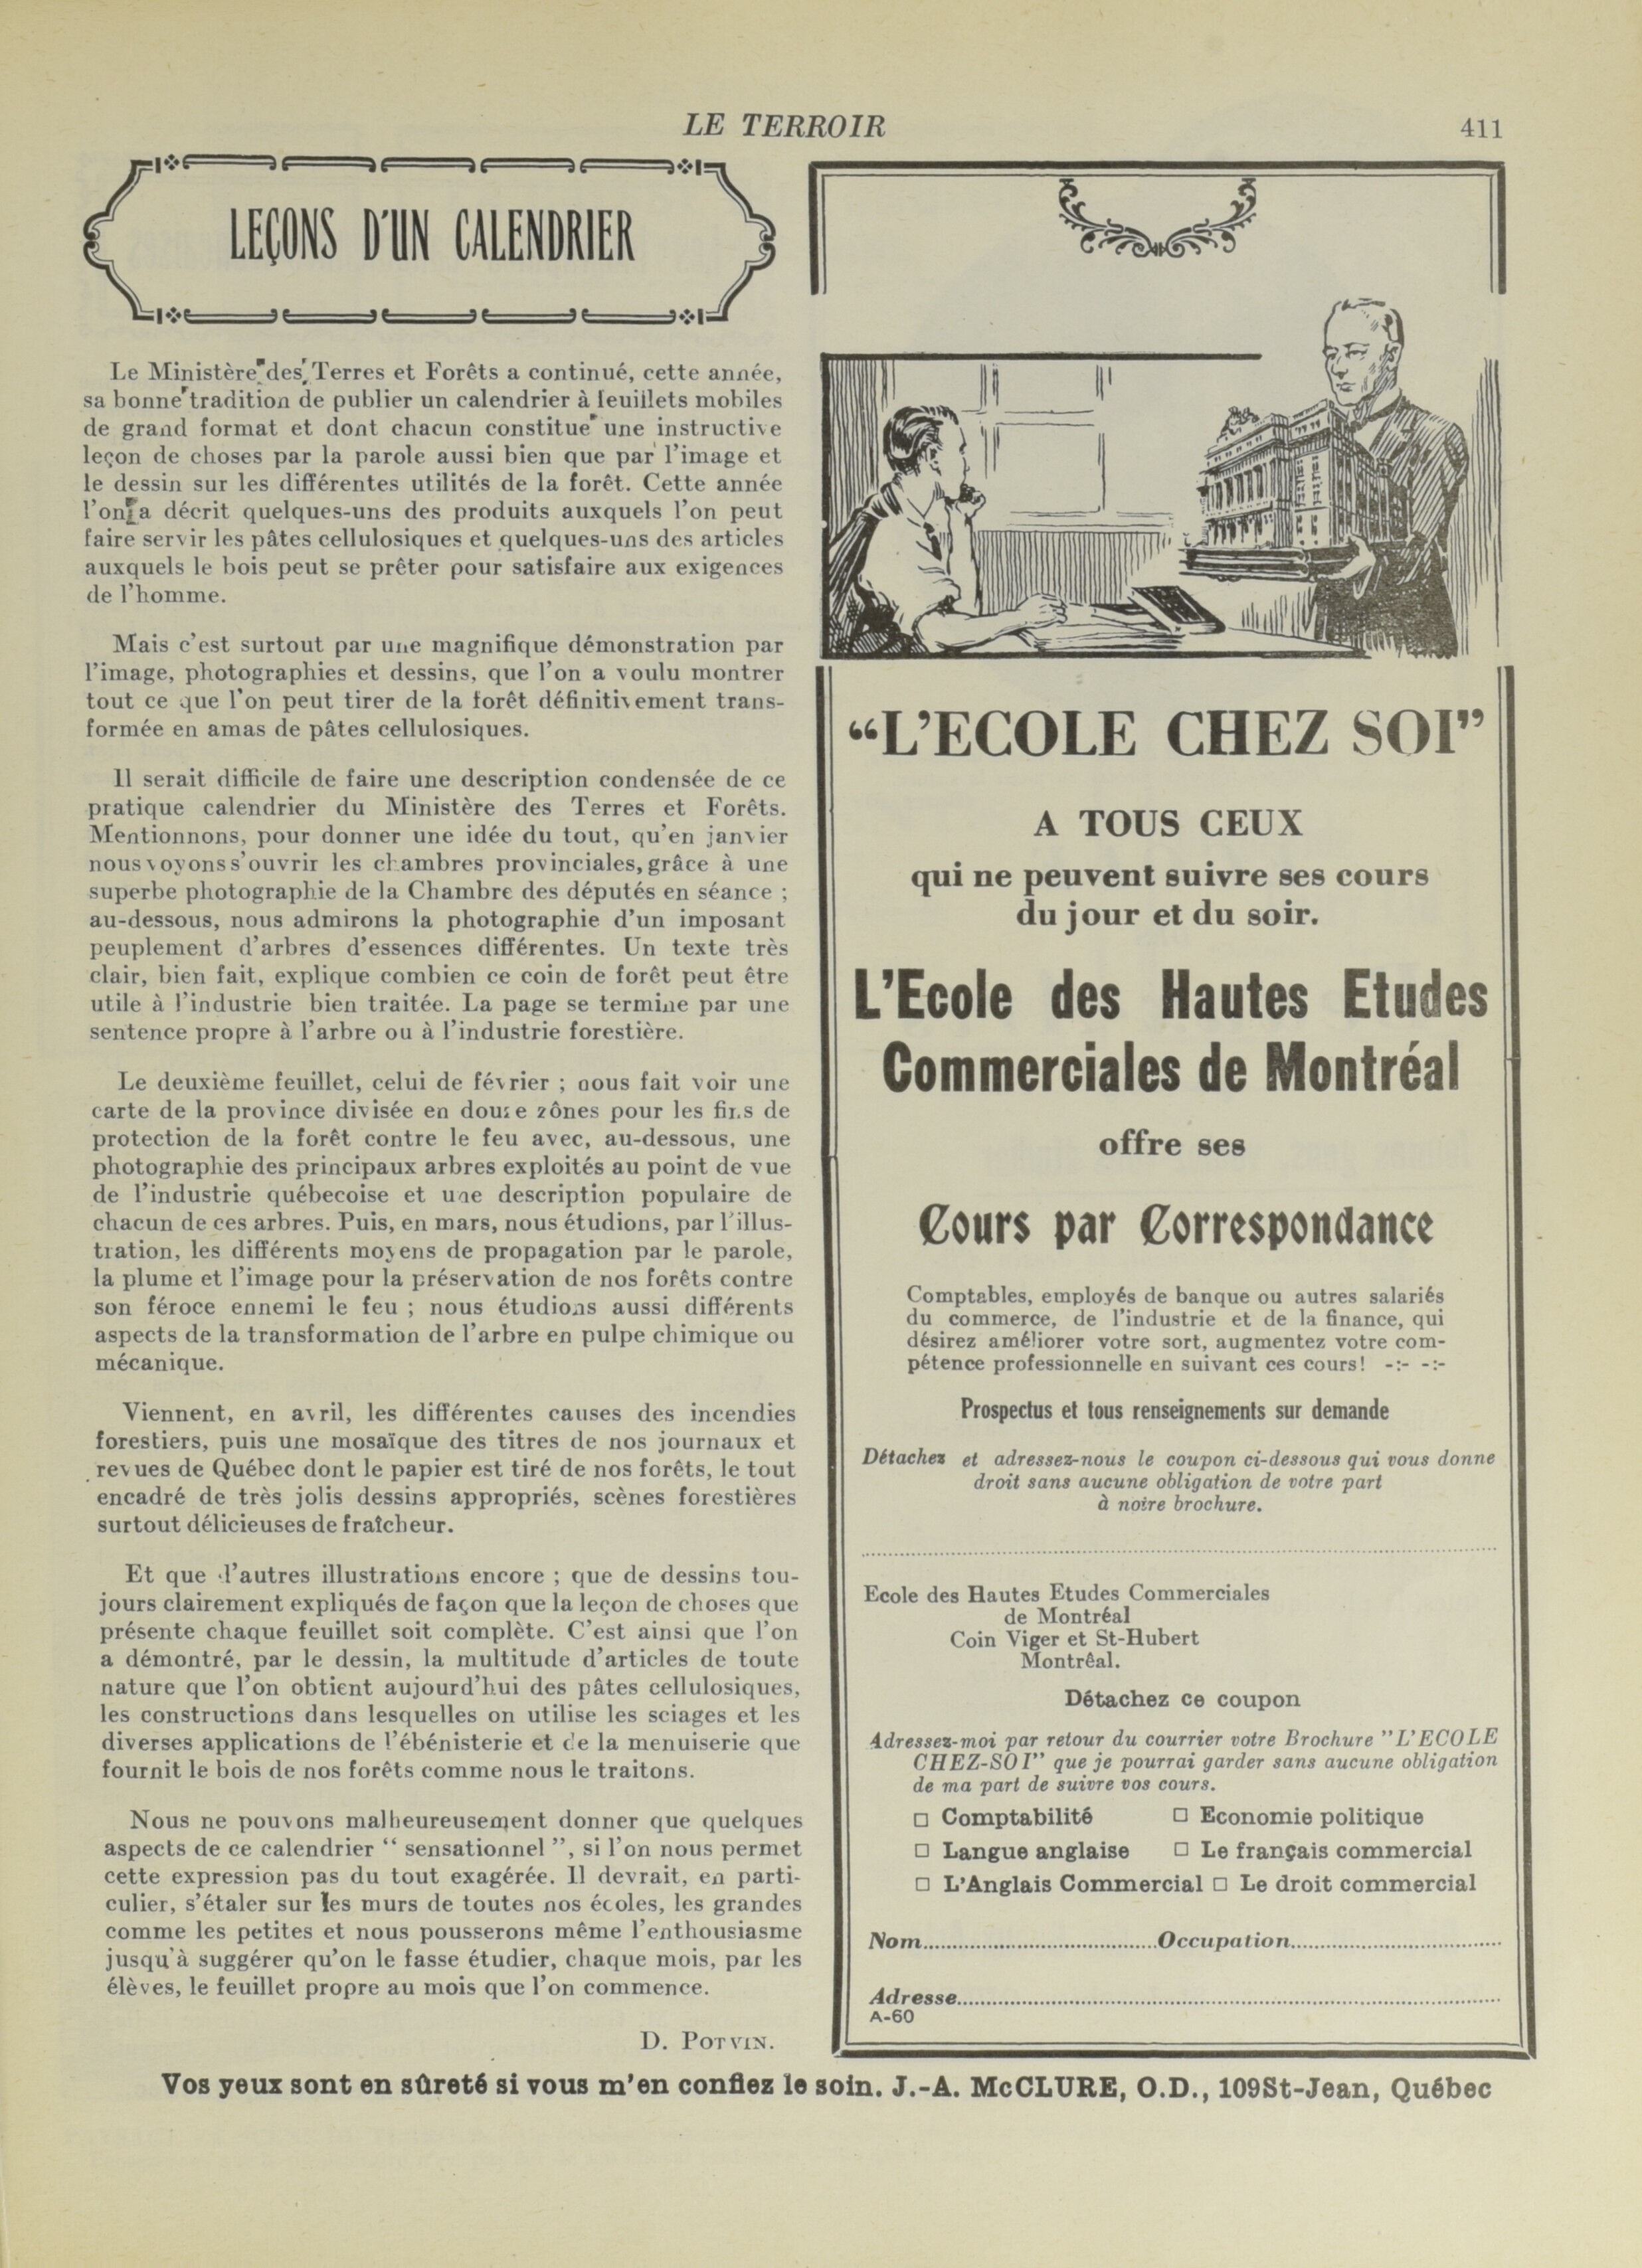 LE TERROIR
411
LEÇONS D'UN CALENDRIER
Le Ministère des Terres et Forêts a continué, cette année,
sa bonne tradition de publier un calendrier à feuillets mobiles
de grand format et dont chacun constitue une instructive
leçon de choses par la parole aussi bien que par l'image et
le dessin sur les différentes utilités de la forêt. Cette année
l'on a décrit quelques-uns des produits auxquels l'on peut
faire servir les pâtes cellulosiques et quelques-uns des articles
auxquels le bois peut se prêter pour satisfaire aux exigences
de l'homme.
Mais c'est surtout par une magnifique démonstration par
l'image, photographies et dessins, que l'on a voulu montrer
tout ce que l'on peut tirer de la forêt définitivement trans-
formée en amas de pâtes cellulosiques.
Il serait difficile de faire une description condensée de ce
pratique calendrier du Ministère des Terres et Forêts.
Mentionnons, pour donner une idée du tout, qu'en janvier
nous voyons s'ouvrir les chambres provinciales, grâce à une
superbe photographie de la Chambre des députés en séance ;
au-dessous, nous admirons la photographie d'un imposant
peuplement d'arbres d'essences différentes. Un texte très
clair, bien fait, explique combien ce coin de forêt peut être
utile à l'industrie bien traitée. La page se termine par une
sentence propre à l'arbre ou à l'industrie forestière.
Le deuxième feuillet, celui de février ; nous fait voir une
carte de la province divisée en douze zônes pour les fins de
protection de la forêt contre le feu avec, au-dessous, une
photographie des principaux arbres exploités au point de vue
de l'industrie québecoise et une description populaire de
chacun de ces arbres. Puis, en mars, nous étudions, par l'illus-
tration, les différents moyens de propagation par le parole,
la plume et l'image pour la préservation de nos forêts contre
son féroce ennemi le feu ; nous étudions aussi différents
aspects de la transformation de l'arbre en pulpe chimique ou
mécanique.
Viennent, en avril, les différentes causes des incendies
forestiers, puis une mosaïque des titres de nos journaux et
revues de Québec dont le papier est tiré de nos forêts, le tout
encadré de très jolis dessins appropriés, scènes forestières
surtout délicieuses de fraîcheur.
Et que d'autres illustrations encore ; que de dessins tou-
jours clairement expliqués de façon que la leçon de choses que
présente chaque feuillet soit complète. C'est ainsi que l'on
a démontré, par le dessin, la multitude d'articles de toute
nature que l'on obtient aujourd'hui des pâtes cellulosiques,
les constructions dans lesquelles on utilise les sciages et les
diverses applications de l'ébénisterie et de la menuiserie que
fournit le bois de nos forêts comme nous le traitons.
Nous ne pouvons malheureusement donner que quelques
aspects de ce calendrier “ sensationnel ”, si l'on nous permet
cette expression pas du tout exagérée. Il devrait, en parti-
culier, s'étaler sur les murs de toutes nos écoles, les grandes
comme les petites et nous pousserons même l'enthousiasme
jusqu'à suggérer qu'on le fasse étudier, chaque mois, par les
élèves, le feuillet propre au mois que l'on commence.
D. POTVIN.
“L'ECOLE CHEZ SOI”
A TOUS CEUX
qui ne peuvent suivre ses cours
du jour et du soir.
L'Ecole des Hautes Etudes
Commerciales de Montréal
offre ses
Cours par Correspondance
Comptables, employés de banque ou autres salariés
du commerce, de l'industrie et de la finance, qui
désirez améliorer votre sort, augmentez votre com-
pétence professionnelle en suivant ces cours! -:- -:-
Prospectus et tous renseignements sur demande
Détachez et adressez-nous le coupon ci-dessous qui vous donne
droit sans aucune obligation de votre part
à notre brochure.
Ecole des Hautes Etudes Commerciales
de Montréal
Coin Viger et St-Hubert
Montrêal.
Détachez ce coupon
Adressez-moi par retour du courrier votre Brochure "L'ECOLE
CHEZ-SOI" que je pourrai garder sans aucune obligation
de ma part de suivre vos cours.
□ Comptabilité □ Economie politique
□ Langue anglaise □ Le français commercial
□ L'Anglais Commercial □ Le droit commercial
Nom.......................................Occupation...................................
Adresse...........................................................................................
A-60
Vos yeux sont en sûreté si vous m'en confiez le soin. J.-A. McCLURE, O.D., 109St-Jean, Québec